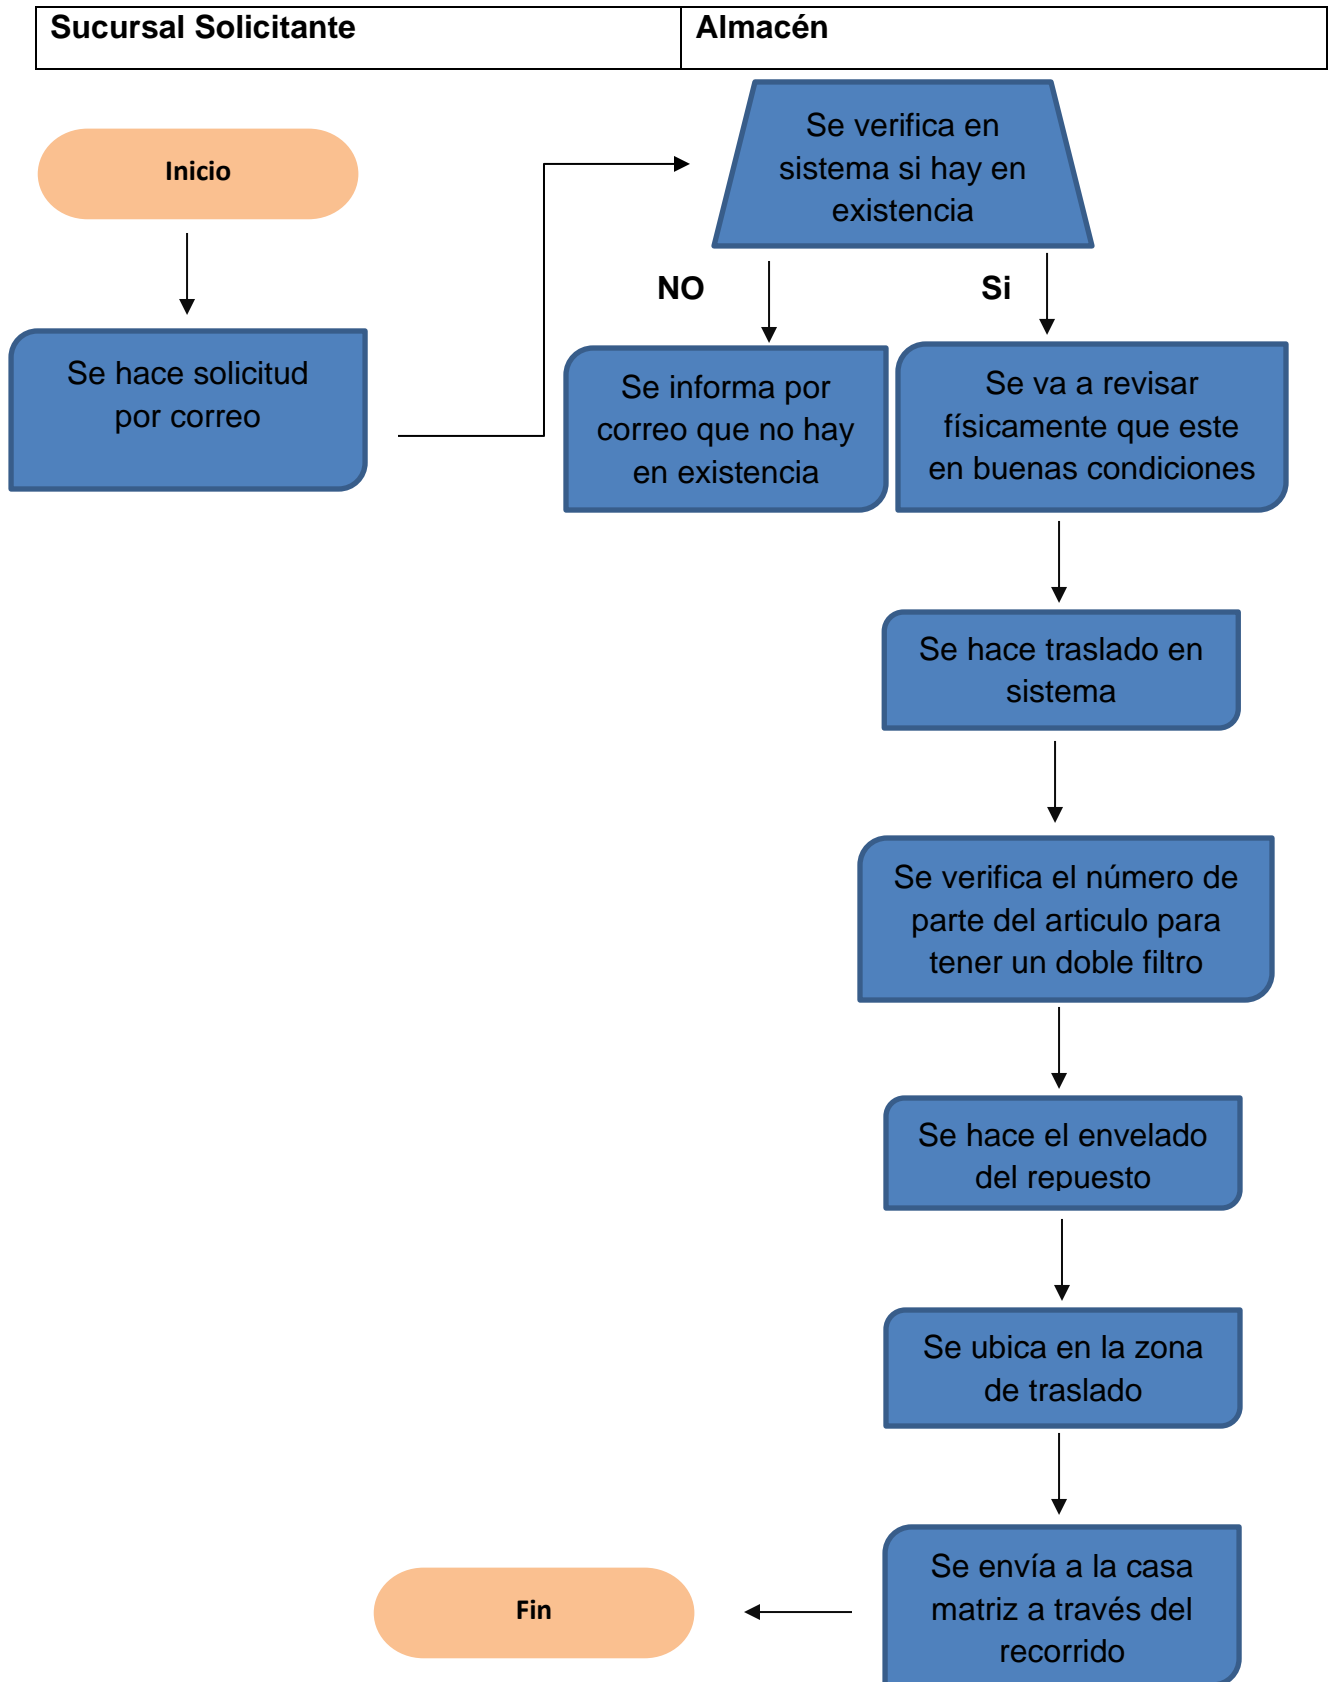 Sucursal Solicitante
Almacén
Inicio
Se verifica en
sistema si hay en
existencia
NO
Si
Se hace solicitud
por correo
Se informa por
correo que no hay
en existencia
Se va a revisar
físicamente que este
en buenas condiciones
Se hace traslado en
sistema
Se verifica el número de
parte del articulo para
tener un doble filtro
Se hace el envelado
del repuesto
Se ubica en la zona
de traslado
Se envía a la casa
matriz a través del
recorrido
Fin